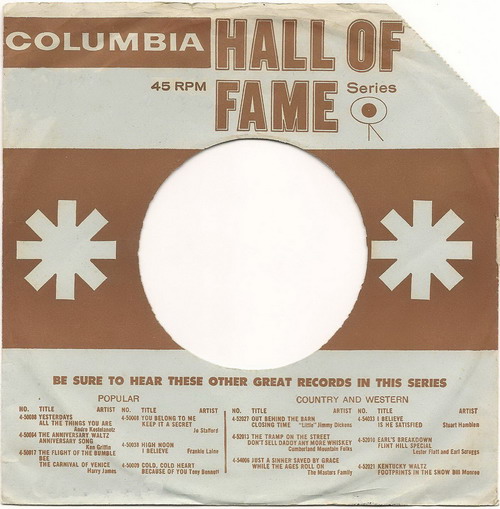 COLUMBIA HALL OF
45 RPM FAME Series
BE SURE TO HEAR THESE OTHER GREAT RECORDS IN THIS SERIES
POPULAR
NO. TITLE ARTIST
4-50008 YESTERDAYS
ALL THE THINGS YOU ARE
Andre Kostelanetz
4-50004 THE ANNIVERSARY WALTZ
ANNIVERSARY SONG
Ken Griffin
4-50017 THE FLIGHT OF THE BUMBLE
BEE
THE CARNIVAL OF VENICE
Harry James
NO. TITLE ARTIST
4-50006 YOU BELONG TO ME
KEEP IT A SECRET
Jo Stafford
4-50038 HIGH NOON
I BELIEVE Frankie Laine
4-50009 COLD, COLD HEART
BECAUSE OF YOU Tony Bennett
COUNTRY AND WESTERN
NO. TITLE ARTIST
4-52027 OUT BEHIND THE BARN
CLOSING TIME "Little" Jimmy Dickens
4-52013 THE TRAMP ON THE STREET
DON'T SELL DADDY ANY MORE WHISKEY
Cumberland Mountain Folks
4-54006 JUST A SINNER SAVED BY GRACE
WHILE THE AGES ROLL ON
The Masters Family
NO. TITLE ARTIST
4-54033 I BELIEVE
IS HE SATISFIED Stuart Hamblen
4-52010 EARL'S BREAKDOWN
FLINT HILL SPECIAL
Lester Flatt and Earl Scruggs
4-52021 KENTUCKY WALTZ
FOOTPRINTS IN THE SNOW Bill Monroe